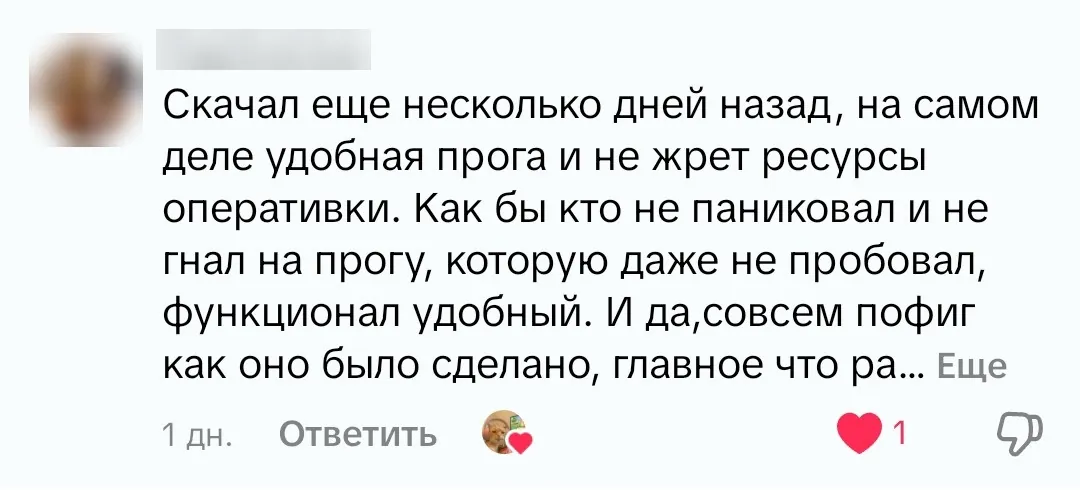 Скачал еще несколько дней назад, на самом
деле удобная прога и не жрет ресурсы
оперативки. Как бы кто не паниковал и не
гнал на прогу, которую даже не пробовал,
функционал удобный. И да,совсем пофиг
как оно было сделано, главное что ра... Еще
1 дн. Ответить 1